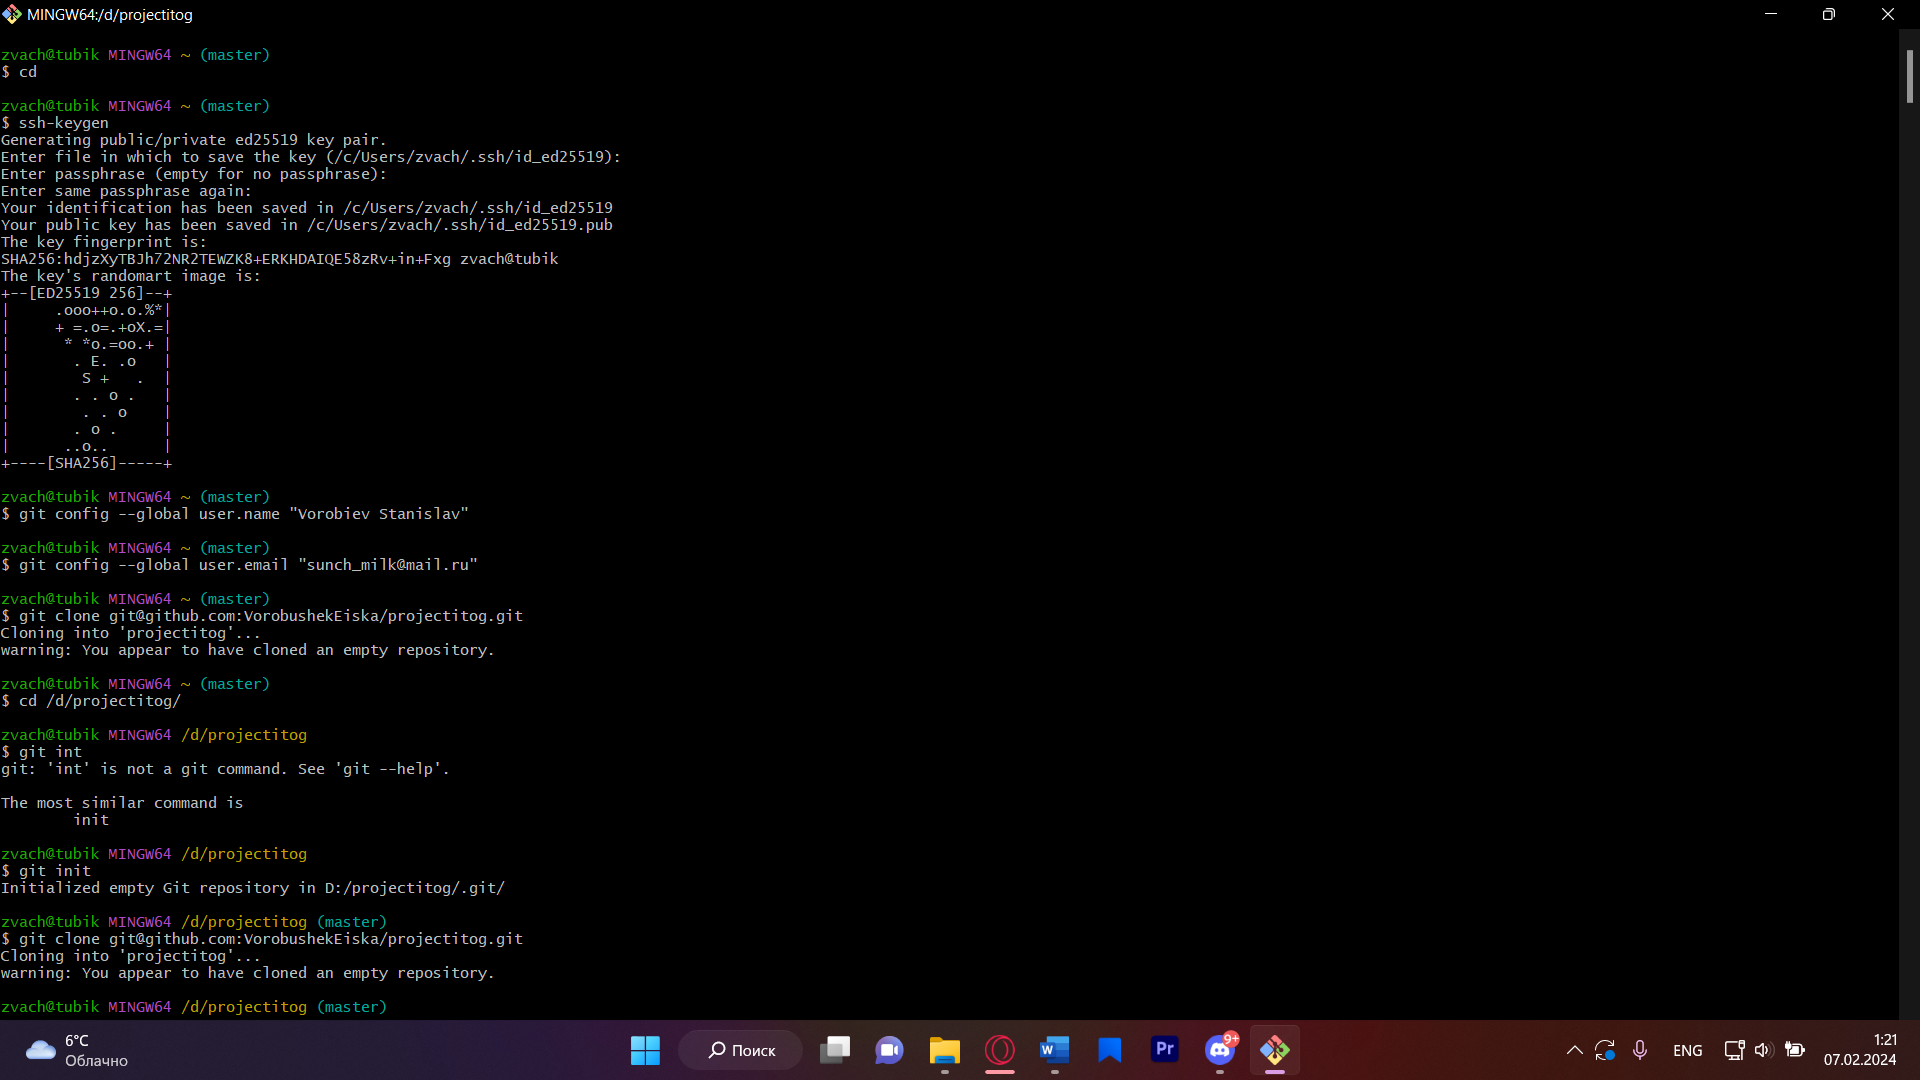 MINGW64:/d/projectitog
zvach@tubik MINGW64 ~ (master)
$ cd
zvach@tubik MINGW64 ~ (master)
$ ssh-keygen
Generating public/private ed25519 key pair.
Enter file in which to save the key (/c/Users/zvach/.ssh/id_ed25519):
Enter passphrase (empty for no passphrase):
Enter same passphrase again:
Your identification has been saved in /c/Users/zvach/.ssh/id_ed25519
Your public key has been saved in /c/Users/zvach/.ssh/id_ed25519.pub
The key fingerprint is:
SHA256:hdjzXyTBJh72NR2TEWZK8+ERKHDAIQE58zRv+in+Fxg zvach@tubik
The key's randomart image is:
+--[ED25519 256]--+
|     .ooo++o.o.%*|
|     + =.o=.+oX.=|
|      * *o.=oo.+ |
|       . E. .o   |
|        S +   .  |
|       . . o .   |
|        . . o    |
|       . o .     |
|      ..o..      |
+----[SHA256]-----+
zvach@tubik MINGW64 ~ (master)
$ git config --global user.name "Vorobiev Stanislav"
zvach@tubik MINGW64 ~ (master)
$ git config --global user.email "sunch_milk@mail.ru"
zvach@tubik MINGW64 ~ (master)
$ git clone git@github.com:VorobushekEiska/projectitog.git
Cloning into 'projectitog'...
warning: You appear to have cloned an empty repository.
zvach@tubik MINGW64 ~ (master)
$ cd /d/projectitog/
zvach@tubik MINGW64 /d/projectitog
$ git int
git: 'int' is not a git command. See 'git --help'.
The most similar command is
        init
zvach@tubik MINGW64 /d/projectitog
$ git init
Initialized empty Git repository in D:/projectitog/.git/
zvach@tubik MINGW64 /d/projectitog (master)
$ git clone git@github.com:VorobushekEiska/projectitog.git
Cloning into 'projectitog'...
warning: You appear to have cloned an empty repository.
zvach@tubik MINGW64 /d/projectitog (master)
6°C
Облачно
Поиск
W
Pr
9+
ENG
1:21
07.02.2024